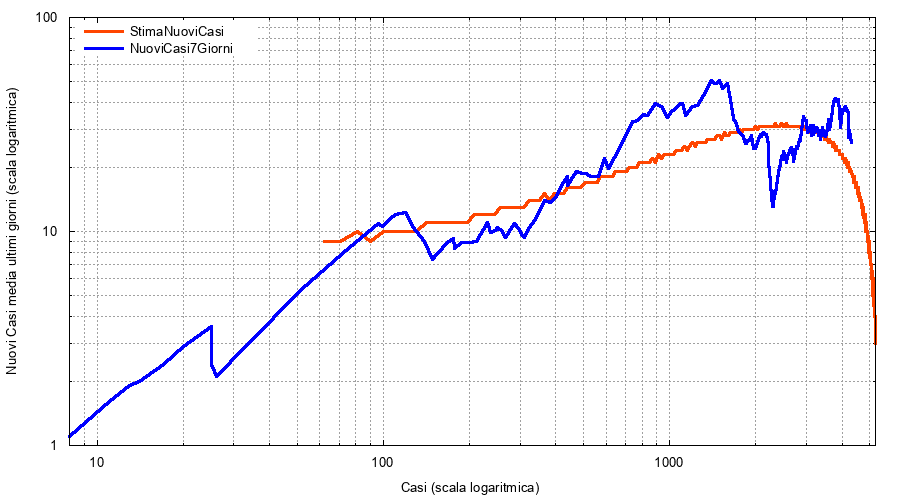 100
StimaNuoviCasi
NuoviCasi7Giorni
Nuovi Casi media ultimi giorni (scala logaritmica)
10
1
10 100 1000
Casi (scala logaritmica)